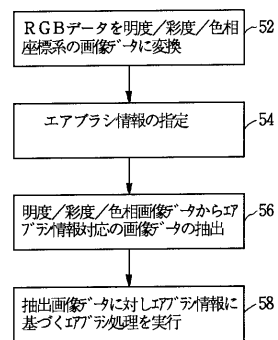 RGBデータを明度/彩度/色相
座標系の画像データに変換
52
エアブラシ情報の指定
54
明度/彩度/色相画像データからエア
ブラシ情報対応の画像データの抽出
56
抽出画像データに対しエアブラシ情報に
基づくエアブラシ処理を実行
58